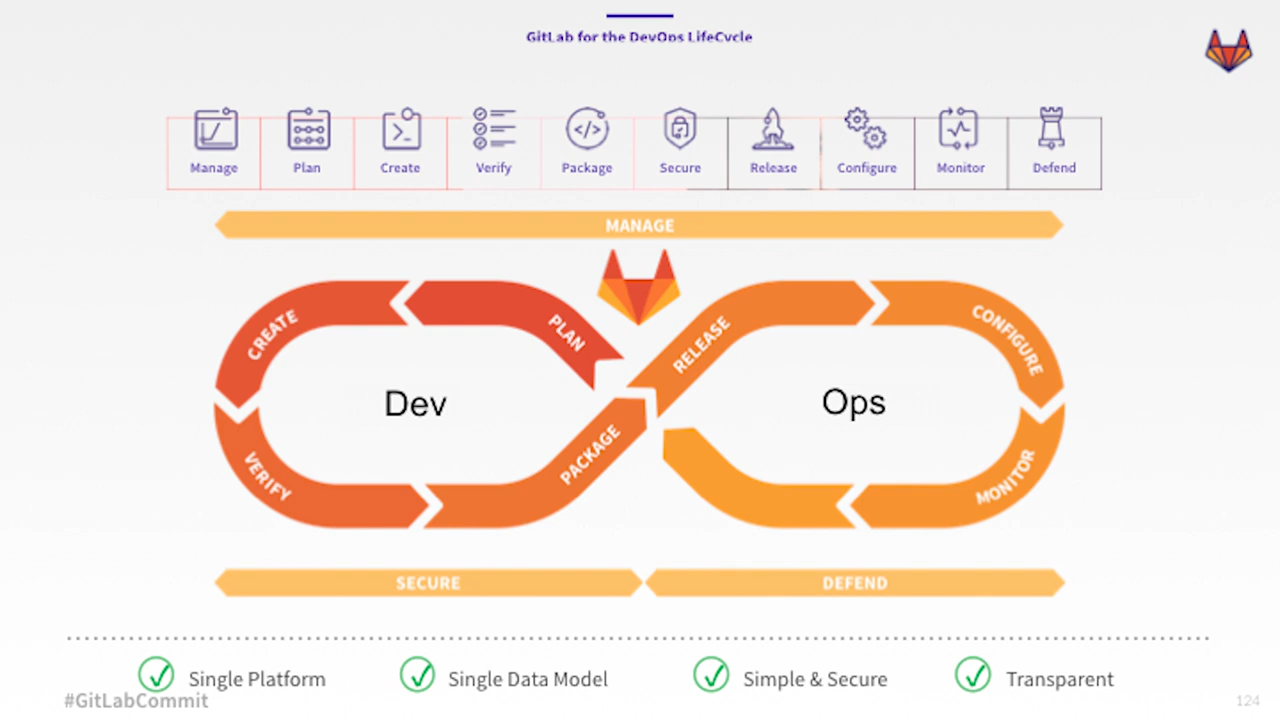 GitLab for the DevOps LifeCycle
Manage Plan Create Verify Package Secure Release Configure Monitor Defend
MANAGE
PLAN
CREATE
VERIFY
PACKAGE
RELEASE
CONFIGURE
MONITOR
Dev
Ops
SECURE
DEFEND
Single Platform
Single Data Model
Simple & Secure
Transparent
#GitLabCommit
124